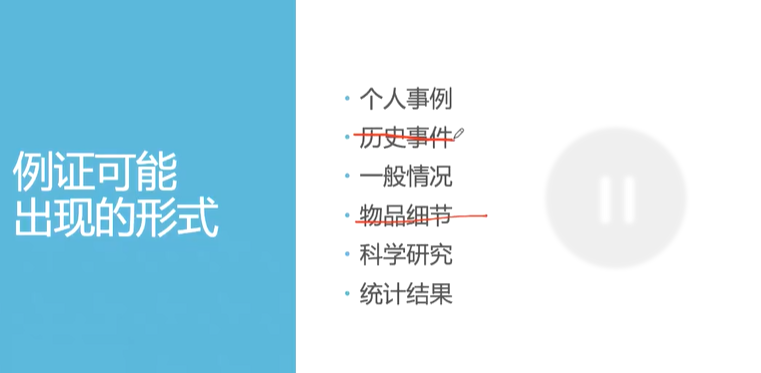 例证可能
出现的形式
• 个人事例
• 历史事件
• 一般情况
• 物品细节
• 科学研究
• 统计结果